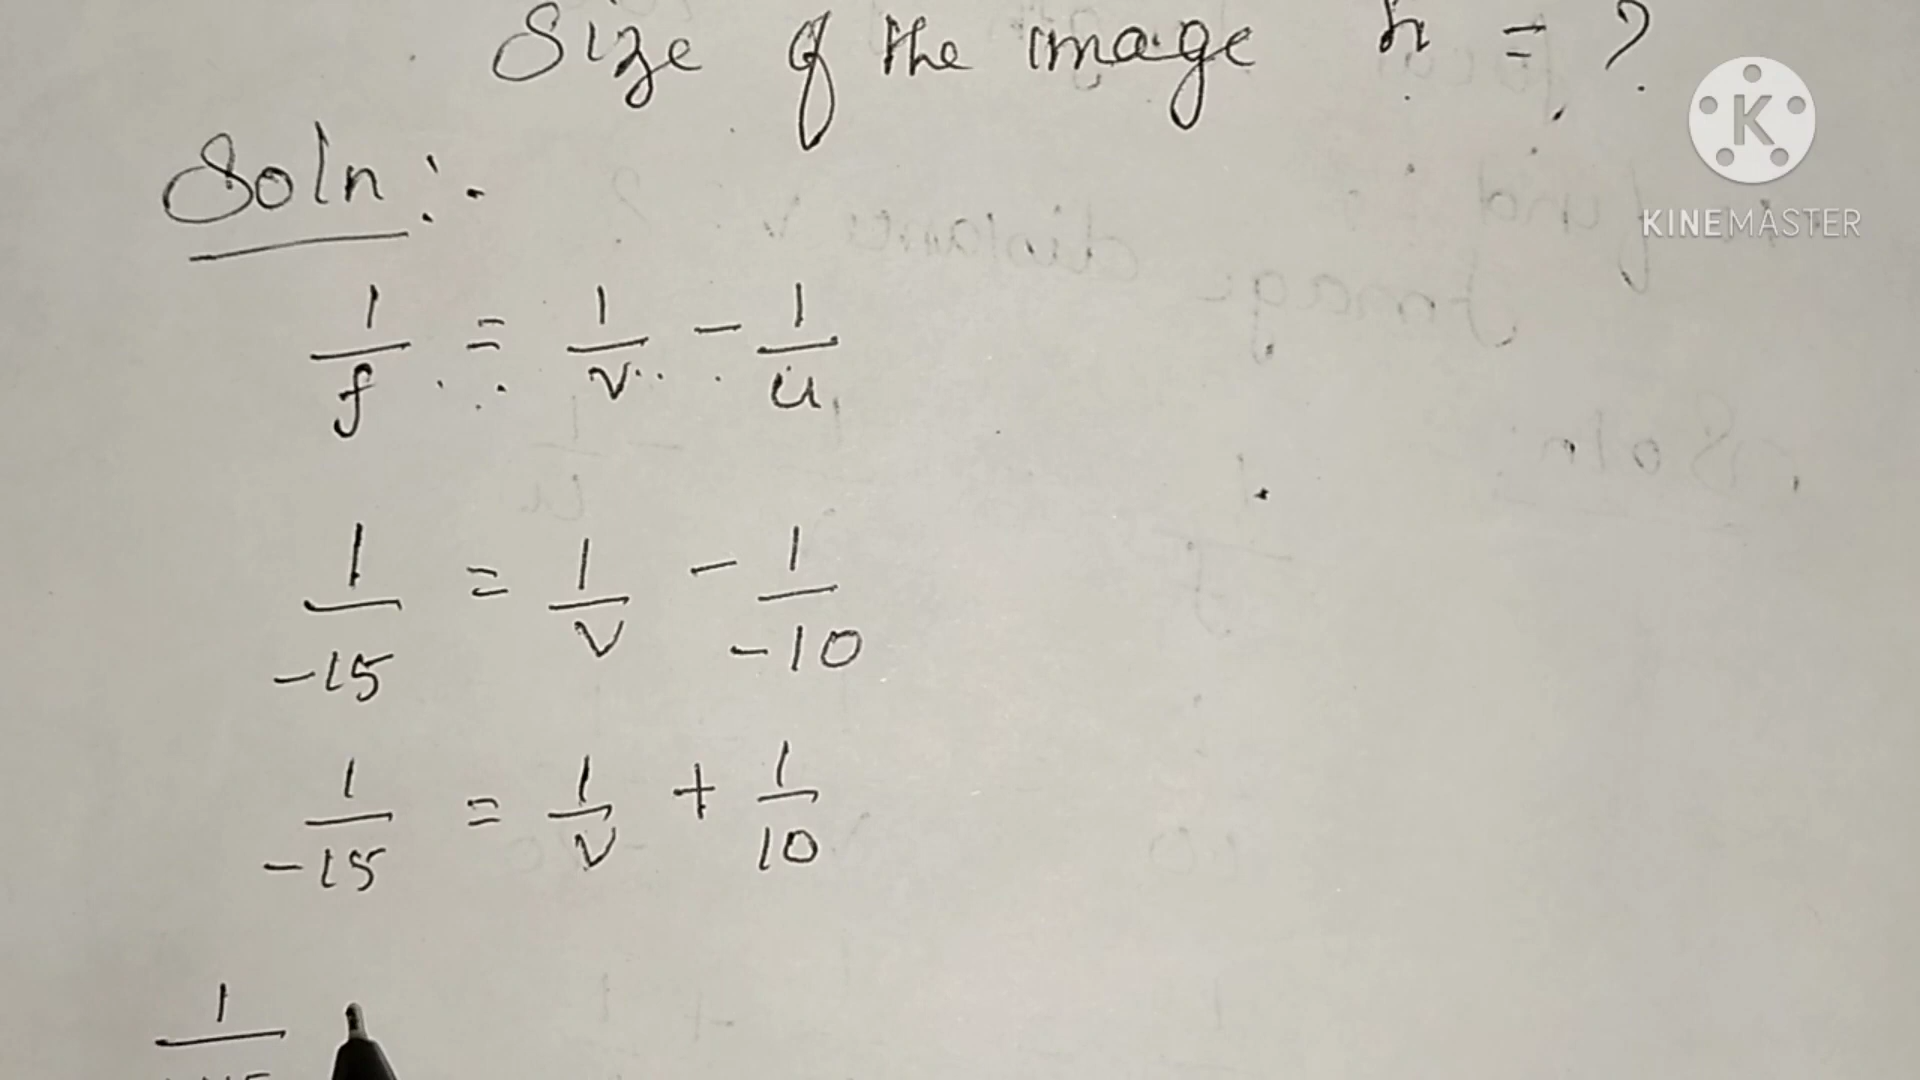 Size of the image h = ?
K
KINEMASTER
Soln :-
1/f = 1/v - 1/u
1/-15 = 1/v - 1/-10
1/-15 = 1/v + 1/10
1